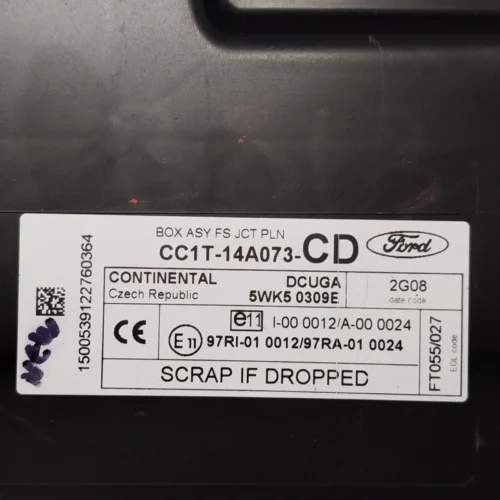 BOX ASY FS JCT PLN
CC1T-14A073-CD Ford
CONTINENTAL DCUGA 2G08
Czech Republic 5WK5 0309E date code
CE e11 I-00 0012/A-00 0024
E11 97RI-01 0012/97RA-01 0024
SCRAP IF DROPPED
15005391122760364
FT055/027
EOL code